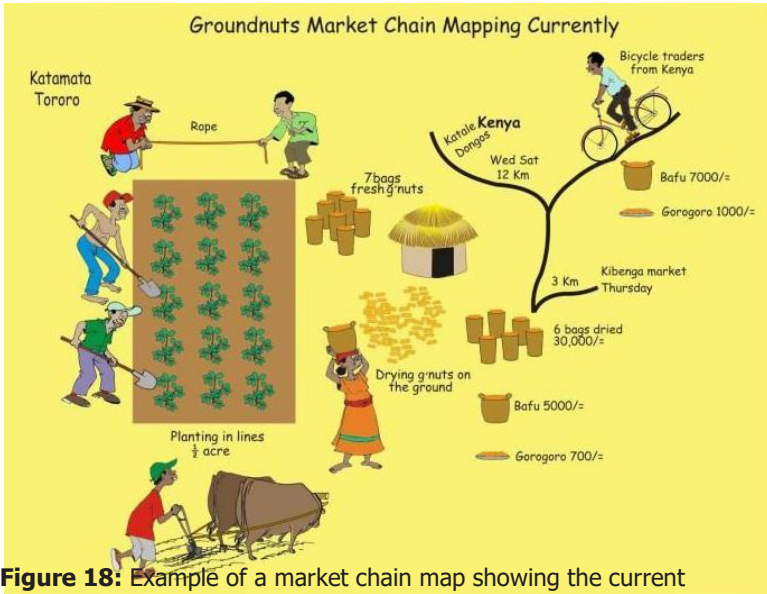 Groundnuts Market Chain Mapping Currently
Katamata
Tororo
Rope
Bicycle traders
from Kenya
Katale
Dongos
Kenya
Wed Sat
12 Km
7bags
fresh g'nuts
Bafu 7000/=
Gorogoro 1000/=
3 Km
Kibenga market
Thursday
6 bags dried
30,000/=
Drying g'nuts on
the ground
Bafu 5000/=
Planting in lines
½ acre
Gorogoro 700/=
Figure 18: Example of a market chain map showing the current